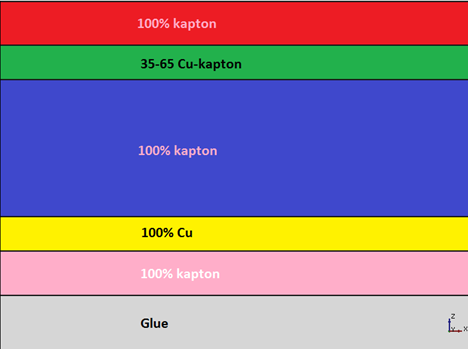 100% kapton
35-65 Cu-kapton
100% kapton
100% Cu
100% kapton
Glue
z
Y x